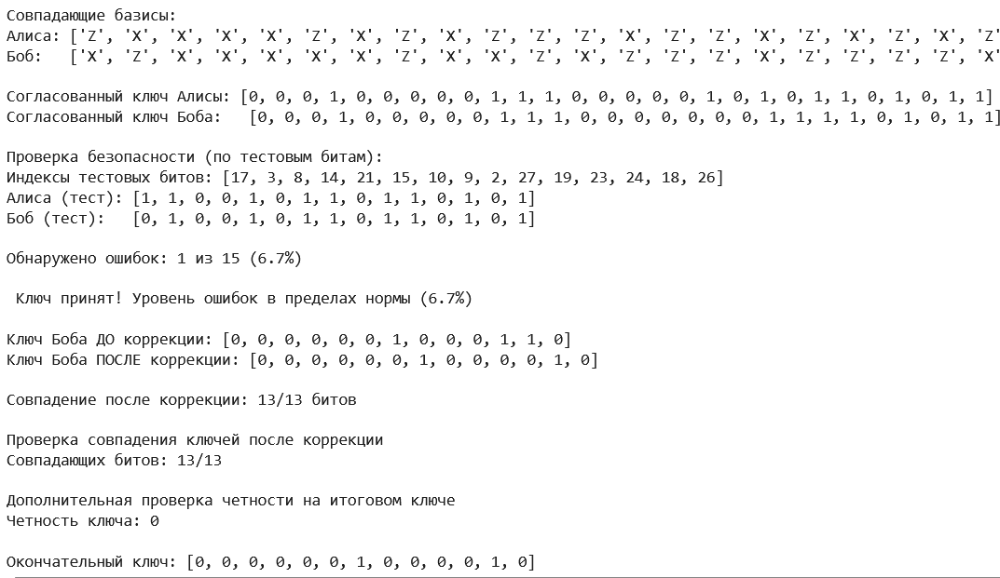 Совпадающие базисы:
Алиса: ['Z', 'X', 'X', 'X', 'X', 'Z', 'X', 'Z', 'X', 'Z', 'Z', 'Z', 'X', 'Z', 'Z', 'X', 'Z', 'X', 'Z', 'X', 'Z'
Боб:   ['X', 'Z', 'X', 'X', 'X', 'X', 'X', 'Z', 'X', 'X', 'Z', 'X', 'Z', 'Z', 'Z', 'X', 'Z', 'Z', 'Z', 'Z', 'X'
Согласованный ключ Алисы: [0, 0, 0, 1, 0, 0, 0, 0, 0, 1, 1, 1, 0, 0, 0, 0, 0, 1, 0, 1, 0, 1, 1, 0, 1, 0, 1, 1]
Согласованный ключ Боба:   [0, 0, 0, 1, 0, 0, 0, 0, 0, 1, 1, 1, 0, 0, 0, 0, 0, 0, 0, 1, 1, 1, 1, 0, 1, 0, 1, 1]
Проверка безопасности (по тестовым битам):
Индексы тестовых битов: [17, 3, 8, 14, 21, 15, 10, 9, 2, 27, 19, 23, 24, 18, 26]
Алиса (тест): [1, 1, 0, 0, 1, 0, 1, 1, 0, 1, 1, 0, 1, 0, 1]
Боб (тест):   [0, 1, 0, 0, 1, 0, 1, 1, 0, 1, 1, 0, 1, 0, 1]
Обнаружено ошибок: 1 из 15 (6.7%)
Ключ принят! Уровень ошибок в пределах нормы (6.7%)
Ключ Боба ДО коррекции: [0, 0, 0, 0, 0, 0, 1, 0, 0, 0, 1, 1, 0]
Ключ Боба ПОСЛЕ коррекции: [0, 0, 0, 0, 0, 0, 1, 0, 0, 0, 0, 1, 0]
Совпадение после коррекции: 13/13 битов
Проверка совпадения ключей после коррекции
Совпадающих битов: 13/13
Дополнительная проверка четности на итоговом ключе
Четность ключа: 0
Окончательный ключ: [0, 0, 0, 0, 0, 0, 1, 0, 0, 0, 0, 1, 0]